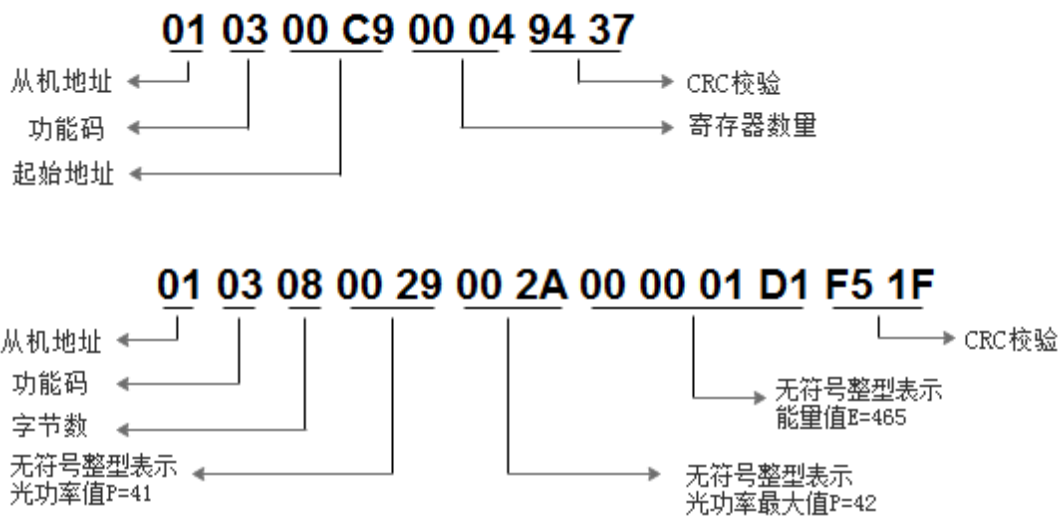 01 03 00 C9 00 04 94 37
从机地址
CRC校验
功能码
寄存器数量
起始地址
01 03 08 00 29 00 2A 00 00 01 D1 F5 1F
从机地址
CRC校验
功能码
无符号整型表示
能量值E=465
字节数
无符号整型表示
光功率值P=41
无符号整型表示
光功率最大值P=42